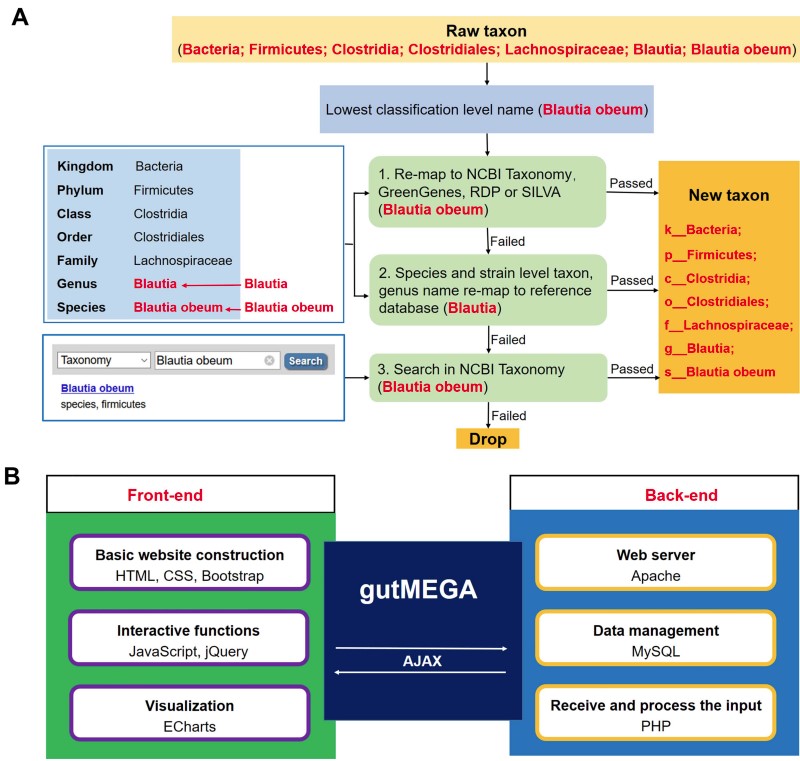 A
Raw taxon
(Bacteria; Firmicutes; Clostridia; Clostridiales; Lachnospiraceae; Blautia; Blautia obeum)
Lowest classification level name (Blautia obeum)
Kingdom Bacteria
Phylum Firmicutes
Class Clostridia
Order Clostridiales
Family Lachnospiraceae
Genus Blautia Blautia
Species Blautia obeum Blautia obeum
1. Re-map to NCBI Taxonomy,
GreenGenes, RDP or SILVA
(Blautia obeum)
Passed
Failed
2. Species and strain level taxon,
genus name re-map to reference
database (Blautia)
Passed
Failed
Taxonomy Blautia obeum Search
Blautia obeum
species, firmicutes
3. Search in NCBI Taxonomy
(Blautia obeum)
Passed
Failed
Drop
New taxon
k__Bacteria;
p__Firmicutes;
c__Clostridia;
o__Clostridiales;
f__Lachnospiraceae;
g__Blautia;
s__Blautia obeum
B
Front-end
Basic website construction
HTML, CSS, Bootstrap
Interactive functions
JavaScript, jQuery
Visualization
ECharts
gutMEGA
AJAX
Back-end
Web server
Apache
Data management
MySQL
Receive and process the input
PHP